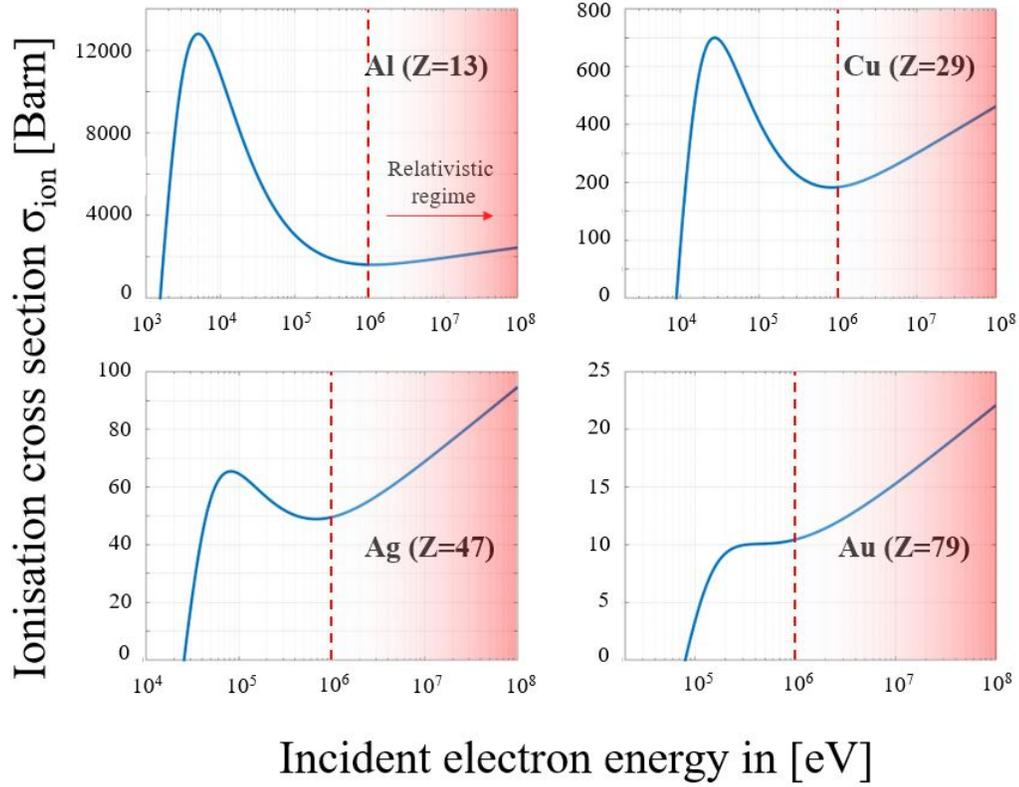 Ionisation cross section σion [Barn]
12000
8000
4000
0
10³ 10⁴ 10⁵ 10⁶ 10⁷ 10⁸
Al (Z=13)
Relativistic
regime
800
600
400
200
100
0
10⁴ 10⁵ 10⁶ 10⁷ 10⁸
Cu (Z=29)
100
80
60
40
20
0
10⁴ 10⁵ 10⁶ 10⁷ 10⁸
Ag (Z=47)
25
20
15
10
5
0
10⁵ 10⁶ 10⁷ 10⁸
Au (Z=79)
Incident electron energy in [eV]